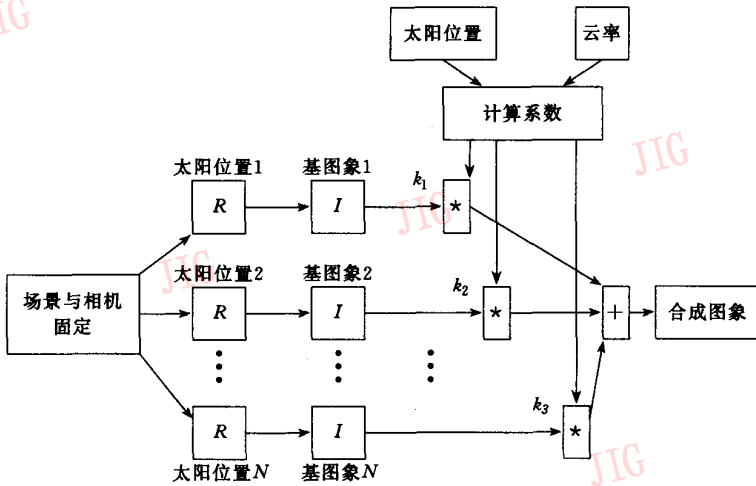 JIG
太阳位置
云率
计算系数
JIG
太阳位置1
基图象1
k1
R
I
*
JIG
JIG
太阳位置2
基图象2
k2
场景与相机
固定
R
I
*
+
合成图象
k3
R
I
*
太阳位置N
基图象N
JIG